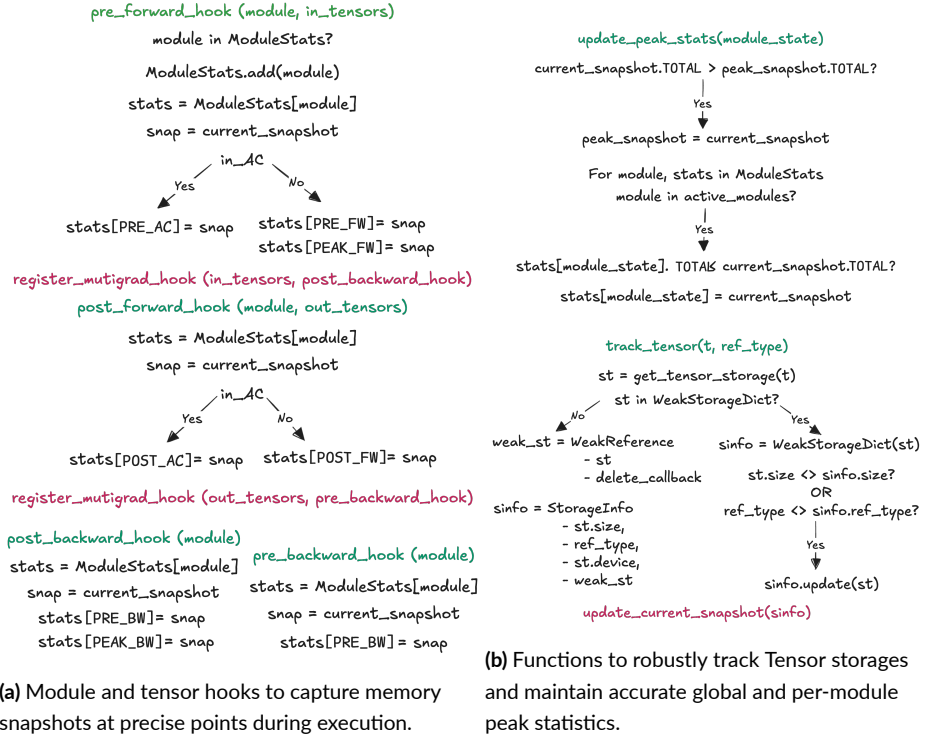 pre_forward_hook (module, in_tensors)
module in ModuleStats?
ModuleStats.add(module)
stats = ModuleStats[module]
snap = current_snapshot
in_AC
Yes
No
stats[PRE_AC] = snap
stats[PRE_FW]= snap
stats[PEAK_FW]= snap
register_mutigrad_hook (in_tensors, post_backward_hook)
post_forward_hook (module, out_tensors)
stats = ModuleStats[module]
snap = current_snapshot
in_AC
Yes
No
stats[POST_AC]= snap
stats[POST_FW]= snap
register_mutigrad_hook (out_tensors, pre_backward_hook)
post_backward_hook (module)
stats = ModuleStats[module]
snap = current_snapshot
stats[PRE_BW]= snap
stats[PEAK_BW]= snap
pre_backward_hook (module)
stats = ModuleStats[module]
snap = current_snapshot
stats[PRE_BW]= snap
(a) Module and tensor hooks to capture memory
snapshots at precise points during execution.
update_peak_stats(module_state)
current_snapshot.TOTAL > peak_snapshot.TOTAL?
Yes
peak_snapshot = current_snapshot
For module, stats in ModuleStats
module in active_modules?
Yes
stats[module_state]. TOTAL< current_snapshot.TOTAL?
stats[module_state] = current_snapshot
track_tensor(t, ref_type)
st = get_tensor_storage(t)
st in WeakStorageDict?
No
Yes
weak_st = WeakReference
- st
- delete_callback
sinfo = StorageInfo
- st.size,
- ref_type,
- st.device,
- weak_st
sinfo = WeakStorageDict(st)
st.size <> sinfo.size?
OR
ref_type <> sinfo.ref_type?
Yes
sinfo.update(st)
update_current_snapshot(sinfo)
(b) Functions to robustly track Tensor storages
and maintain accurate global and per-module
peak statistics.